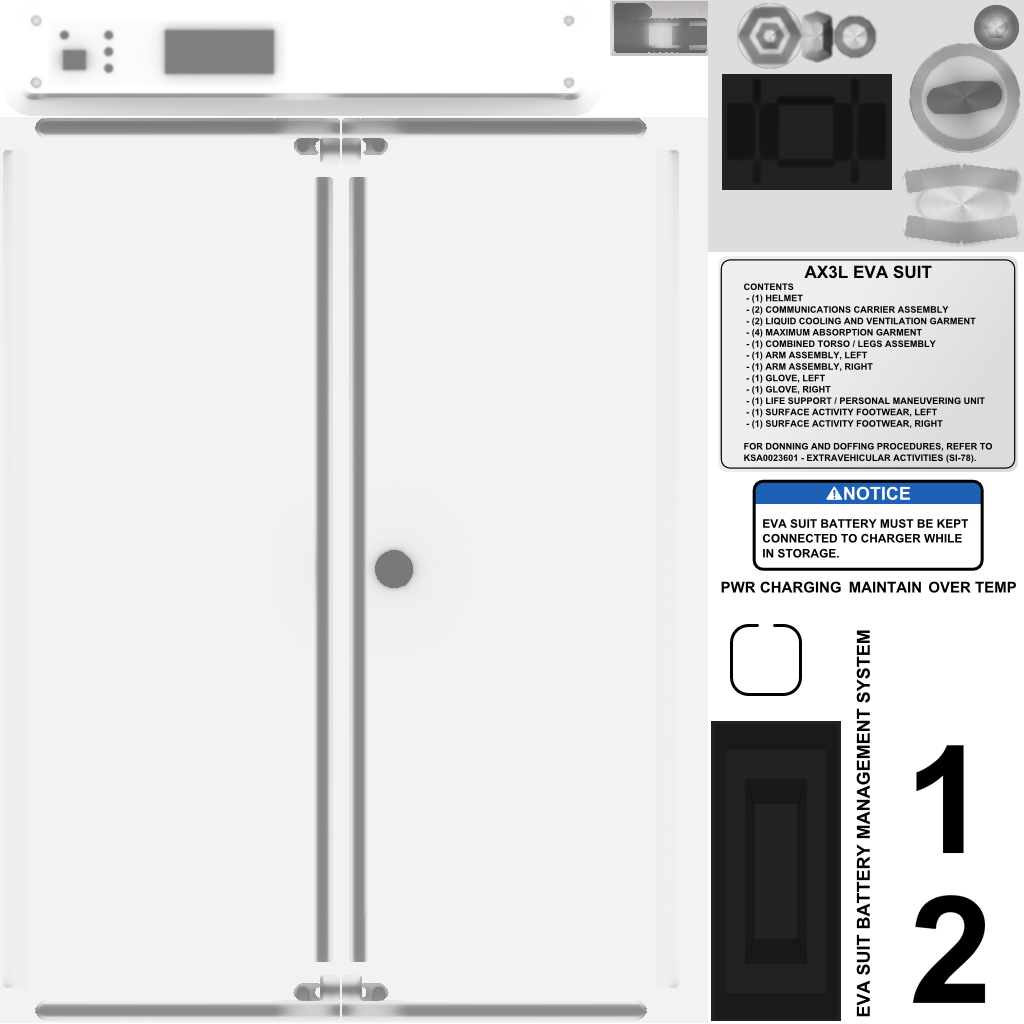 AX3L EVA SUIT
CONTENTS
- (1) HELMET
- (2) COMMUNICATIONS CARRIER ASSEMBLY
- (2) LIQUID COOLING AND VENTILATION GARMENT
- (4) MAXIMUM ABSORPTION GARMENT
- (1) COMBINED TORSO / LEGS ASSEMBLY
- (1) ARM ASSEMBLY, LEFT
- (1) ARM ASSEMBLY, RIGHT
- (1) GLOVE, LEFT
- (1) GLOVE, RIGHT
- (1) LIFE SUPPORT / PERSONAL MANEUVERING UNIT
- (1) SURFACE ACTIVITY FOOTWEAR, LEFT
- (1) SURFACE ACTIVITY FOOTWEAR, RIGHT
FOR DONNING AND DOFFING PROCEDURES, REFER TO
KSA0023601 - EXTRAVEHICULAR ACTIVITIES (SI-78).
NOTICE
EVA SUIT BATTERY MUST BE KEPT
CONNECTED TO CHARGER WHILE
IN STORAGE.
PWR CHARGING MAINTAIN OVER TEMP
EVA SUIT BATTERY MANAGEMENT SYSTEM
1
2